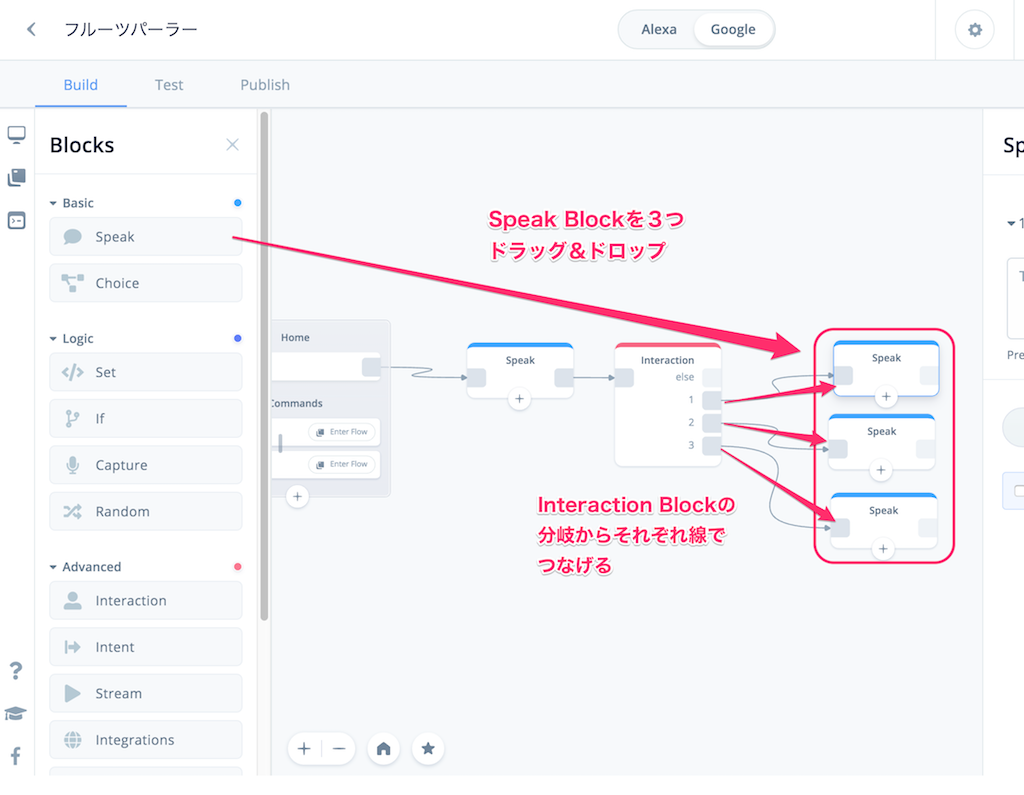 フルーツパーラー
Alexa
Google
Build
Test
Publish
Blocks
Basic
Speak
Choice
Logic
Set
If
Capture
Random
Advanced
Interaction
Intent
Stream
Integrations
Speak Blockを3つ
ドラッグ＆ドロップ
Home
Commands
Enter Flow
Enter Flow
Speak
Interaction
else
1
2
3
Speak
Speak
Speak
Interaction Blockの
分岐からそれぞれ線で
つなげる
Sp
1
T
Pre